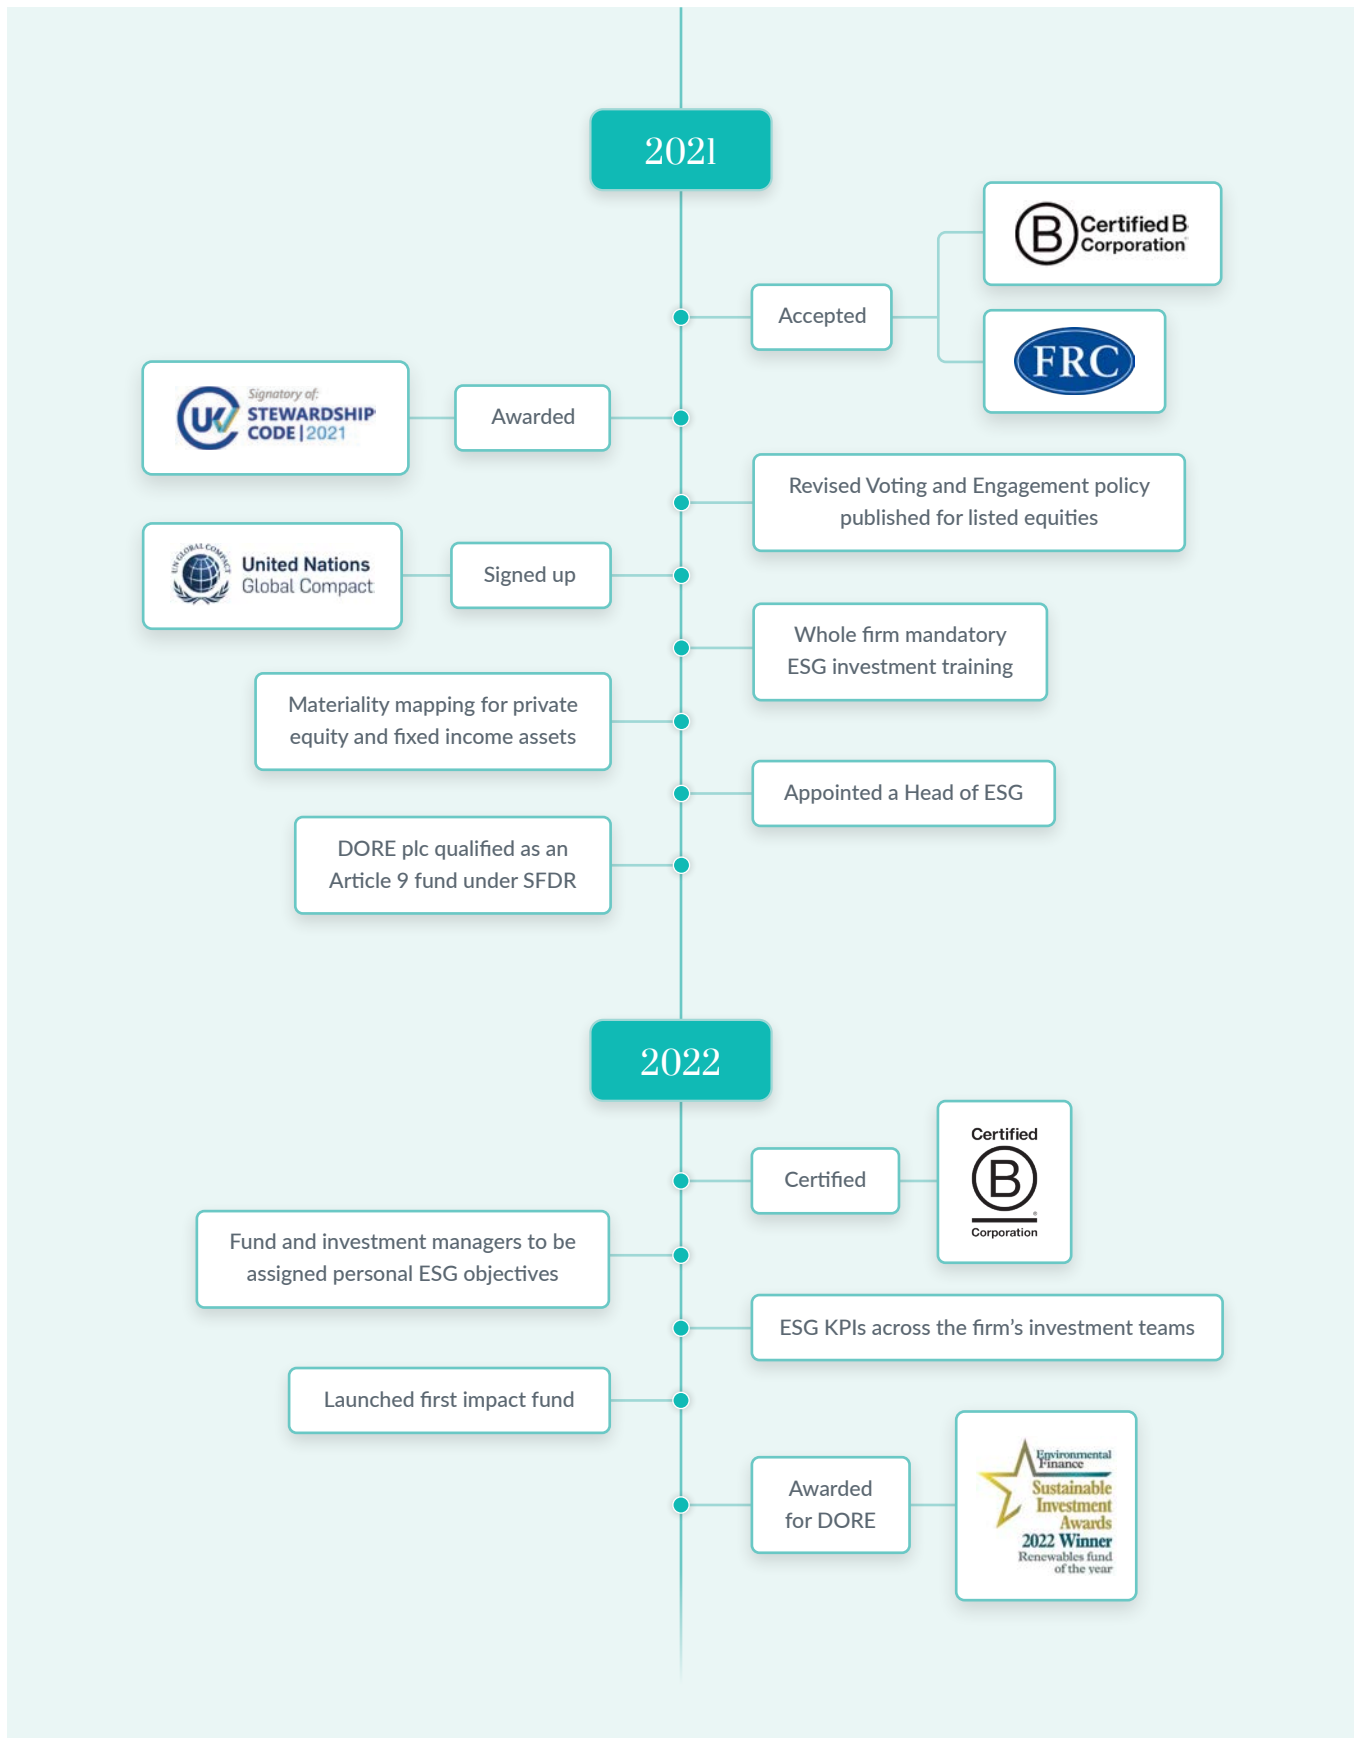 2021
B Certified B
Corporation
Accepted
FRC
Signatory of:
UK STEWARDSHIP
CODE | 2021
Awarded
Revised Voting and Engagement policy
published for listed equities
UN GLOBAL COMPACT
United Nations
Global Compact
Signed up
Whole firm mandatory
ESG investment training
Materiality mapping for private
equity and fixed income assets
Appointed a Head of ESG
DORE plc qualified as an
Article 9 fund under SFDR
2022
Certified
Certified
B
®
Corporation
Fund and investment managers to be
assigned personal ESG objectives
ESG KPIs across the firm’s investment teams
Launched first impact fund
Awarded
for DORE
Environmental
Finance
Sustainable
Investment
Awards
2022 Winner
Renewables fund
of the year